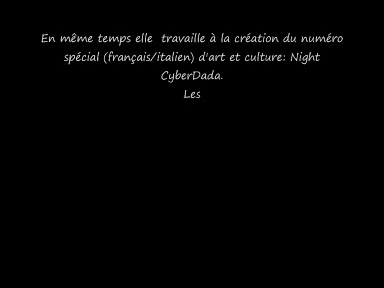 En même temps elle  travaille à la création du numéro
spécial (français/italien) d'art et culture: Night
CyberDada.
Les